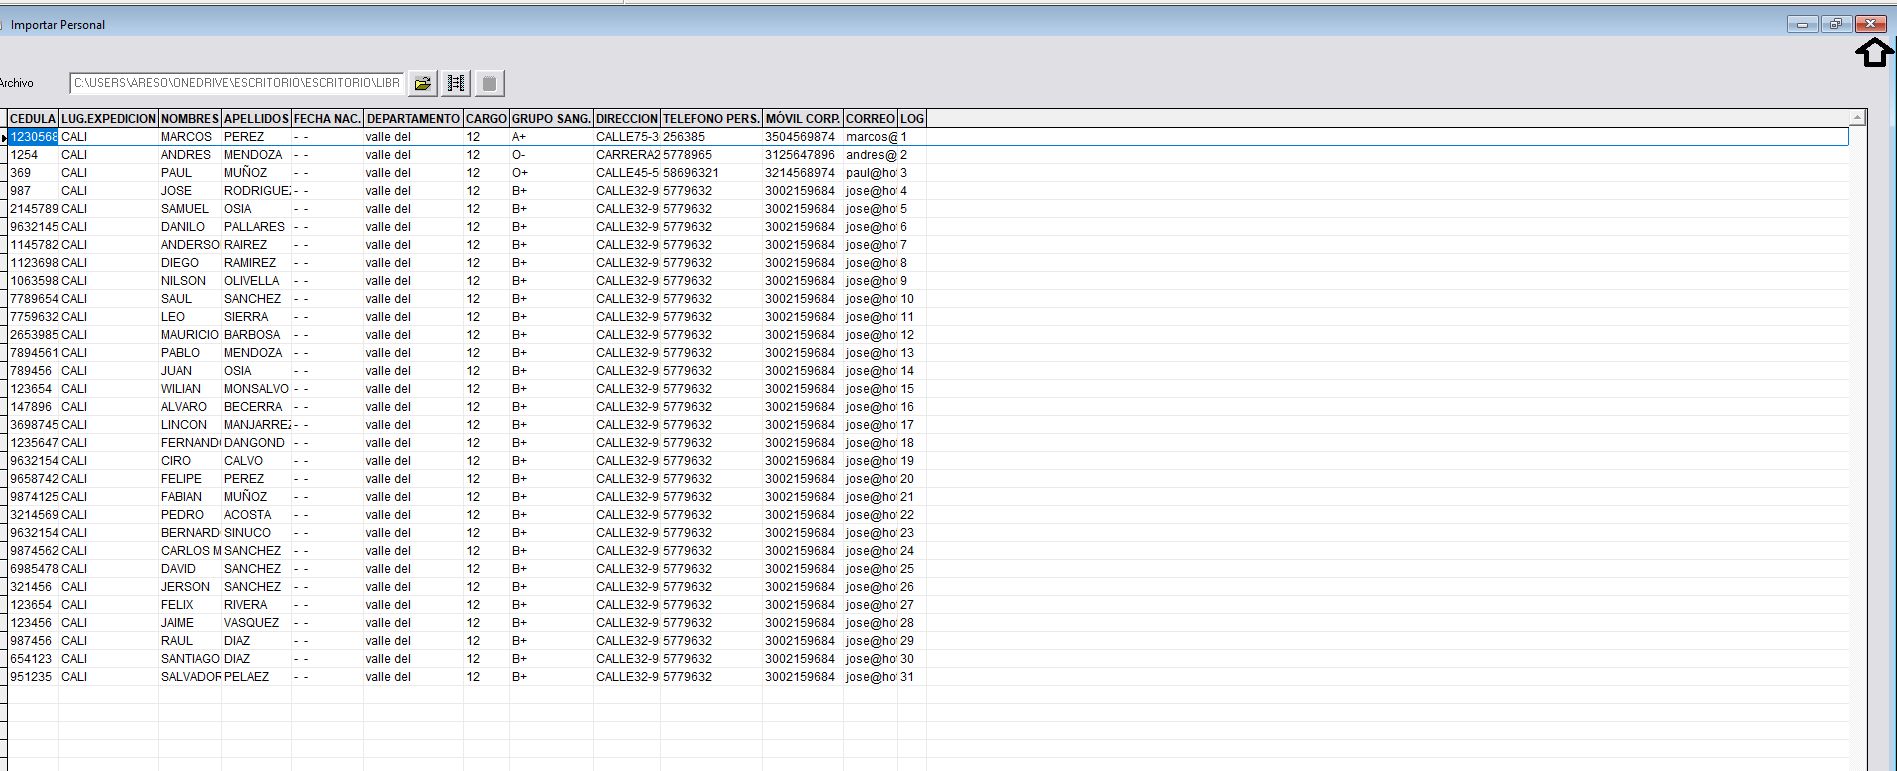 Importar Personal
Archivo C:\USERS\ARESO\ONEDRIVE\ESCRITORIO\ESCRITORIO\LIBR
CEDULA LUG.EXPEDICION NOMBRES APELLIDOS FECHA NAC. DEPARTAMENTO CARGO GRUPO SANG. DIRECCION TELEFONO PERS. MÓVIL CORP. CORREO LOG
1230568 CALI MARCOS PEREZ - - valle del 12 A+ CALLE75-3 256385 3504569874 marcos@ 1
1254 CALI ANDRES MENDOZA - - valle del 12 O- CARRERA2 5778965 3125647896 andres@ 2
369 CALI PAUL MUÑOZ - - valle del 12 O+ CALLE45-5 58696321 3214568974 paul@ho 3
987 CALI JOSE RODRIGUEZ - - valle del 12 B+ CALLE32-9 5779632 3002159684 jose@ho 4
2145789 CALI SAMUEL OSIA - - valle del 12 B+ CALLE32-9 5779632 3002159684 jose@ho 5
9632145 CALI DANILO PALLARES - - valle del 12 B+ CALLE32-9 5779632 3002159684 jose@ho 6
1145782 CALI ANDERSO RAIREZ - - valle del 12 B+ CALLE32-9 5779632 3002159684 jose@ho 7
1123698 CALI DIEGO RAMIREZ - - valle del 12 B+ CALLE32-9 5779632 3002159684 jose@ho 8
1063598 CALI NILSON OLIVELLA - - valle del 12 B+ CALLE32-9 5779632 3002159684 jose@ho 9
7789654 CALI SAUL SANCHEZ - - valle del 12 B+ CALLE32-9 5779632 3002159684 jose@ho 10
7759632 CALI LEO SIERRA - - valle del 12 B+ CALLE32-9 5779632 3002159684 jose@ho 11
2653985 CALI MAURICIO BARBOSA - - valle del 12 B+ CALLE32-9 5779632 3002159684 jose@ho 12
7894561 CALI PABLO MENDOZA - - valle del 12 B+ CALLE32-9 5779632 3002159684 jose@ho 13
789456 CALI JUAN OSIA - - valle del 12 B+ CALLE32-9 5779632 3002159684 jose@ho 14
123654 CALI WILIAN MONSALVO - - valle del 12 B+ CALLE32-9 5779632 3002159684 jose@ho 15
147896 CALI ALVARO BECERRA - - valle del 12 B+ CALLE32-9 5779632 3002159684 jose@ho 16
3698745 CALI LINCON MANJARREZ - - valle del 12 B+ CALLE32-9 5779632 3002159684 jose@ho 17
1235647 CALI FERNAND DANGOND - - valle del 12 B+ CALLE32-9 5779632 3002159684 jose@ho 18
9632154 CALI CIRO CALVO - - valle del 12 B+ CALLE32-9 5779632 3002159684 jose@ho 19
9658742 CALI FELIPE PEREZ - - valle del 12 B+ CALLE32-9 5779632 3002159684 jose@ho 20
9874125 CALI FABIAN MUÑOZ - - valle del 12 B+ CALLE32-9 5779632 3002159684 jose@ho 21
3214569 CALI PEDRO ACOSTA - - valle del 12 B+ CALLE32-9 5779632 3002159684 jose@ho 22
9632154 CALI BERNARD SINUCO - - valle del 12 B+ CALLE32-9 5779632 3002159684 jose@ho 23
9874562 CALI CARLOS M SANCHEZ - - valle del 12 B+ CALLE32-9 5779632 3002159684 jose@ho 24
6985478 CALI DAVID SANCHEZ - - valle del 12 B+ CALLE32-9 5779632 3002159684 jose@ho 25
321456 CALI JERSON SANCHEZ - - valle del 12 B+ CALLE32-9 5779632 3002159684 jose@ho 26
123654 CALI FELIX RIVERA - - valle del 12 B+ CALLE32-9 5779632 3002159684 jose@ho 27
123456 CALI JAIME VASQUEZ - - valle del 12 B+ CALLE32-9 5779632 3002159684 jose@ho 28
987456 CALI RAUL DIAZ - - valle del 12 B+ CALLE32-9 5779632 3002159684 jose@ho 29
654123 CALI SANTIAGO DIAZ - - valle del 12 B+ CALLE32-9 5779632 3002159684 jose@ho 30
951235 CALI SALVADOR PELAEZ - - valle del 12 B+ CALLE32-9 5779632 3002159684 jose@ho 31